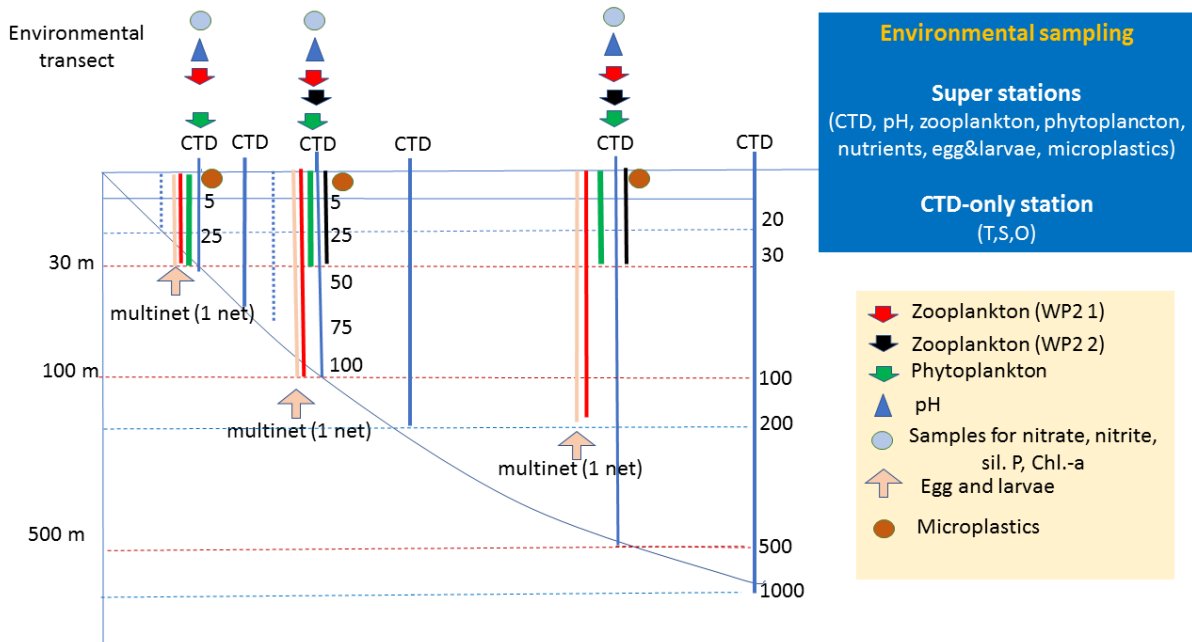 Environmental
transect
CTD
CTD
CTD
CTD
CTD
CTD
5
25
5
25
50
75
100
30 m
100 m
500 m
multinet (1 net)
multinet (1 net)
multinet (1 net)
20
30
100
200
500
1000
Environmental sampling
Super stations
(CTD, pH, zooplankton, phytoplancton,
nutrients, egg&larvae, microplastics)
CTD-only station
(T,S,O)
Zooplankton (WP2 1)
Zooplankton (WP2 2)
Phytoplankton
pH
Samples for nitrate, nitrite,
sil. P, Chl.-a
Egg and larvae
Microplastics